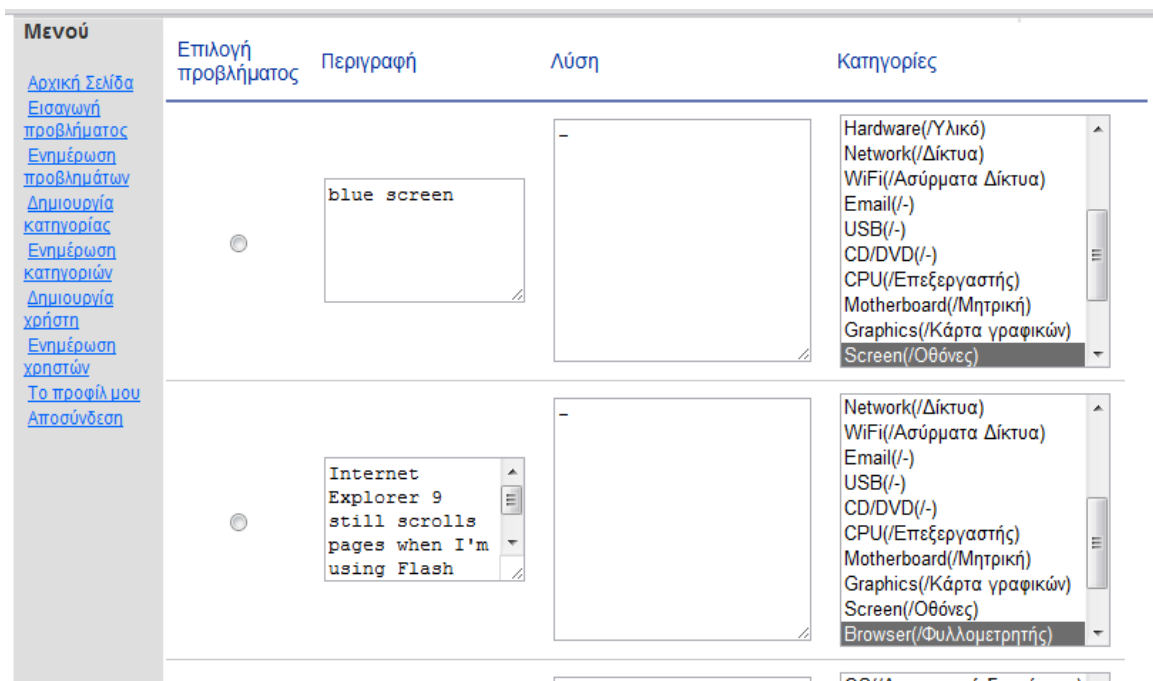 Μενού
Αρχική Σελίδα
Εισαγωγή
προβλήματος
Ενημέρωση
προβλημάτων
Δημιουργία
κατηγορίας
Ενημέρωση
κατηγοριών
Δημιουργία
χρήστη
Ενημέρωση
χρηστών
Το προφίλ μου
Αποσύνδεση
Επιλογή
προβλήματος
Περιγραφή
Λύση
Κατηγορίες
blue screen
-
Hardware(/Υλικό)
Network(/Δίκτυα)
WiFi(/Ασύρματα Δίκτυα)
Email(/-)
USB(/-)
CD/DVD(/-)
CPU(/Επεξεργαστής)
Motherboard(/Μητρική)
Graphics(/Κάρτα γραφικών)
Screen(/Οθόνες)
Internet
Explorer 9
still scrolls
pages when I'm
using Flash
-
Network(/Δίκτυα)
WiFi(/Ασύρματα Δίκτυα)
Email(/-)
USB(/-)
CD/DVD(/-)
CPU(/Επεξεργαστής)
Motherboard(/Μητρική)
Graphics(/Κάρτα γραφικών)
Screen(/Οθόνες)
Browser(/Φυλλομετρητής)